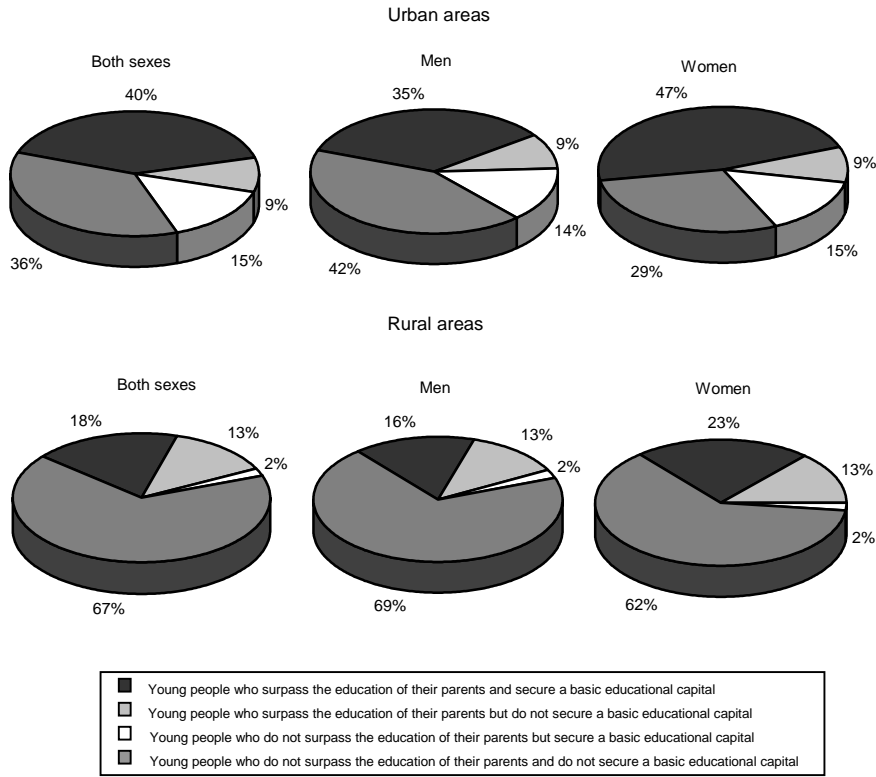 Urban areas
Both sexes
Men
Women
40%
35%
47%
9%
9%
9%
36%
15%
42%
14%
29%
15%
Rural areas
Both sexes
Men
Women
18%
13%
16%
13%
23%
13%
2%
2%
2%
67%
69%
62%
Young people who surpass the education of their parents and secure a basic educational capital
Young people who surpass the education of their parents but do not secure a basic educational capital
Young people who do not surpass the education of their parents but secure a basic educational capital
Young people who do not surpass the education of their parents and do not secure a basic educational capital